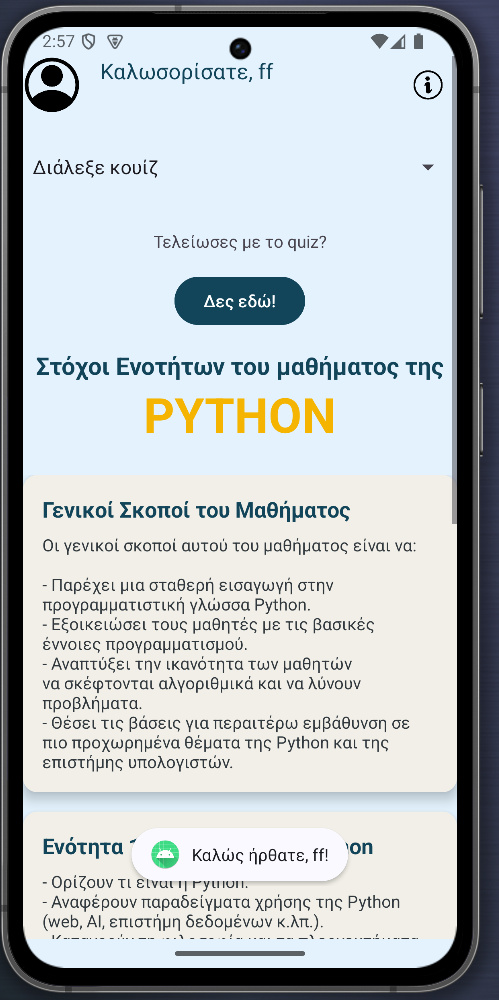 2:57
Καλωσορίσατε, ff
Διάλεξε κουίζ
Τελείωσες με το quiz?
Δες εδώ!
Στόχοι Ενοτήτων του μαθήματος της
PYTHON
Γενικοί Σκοποί του Μαθήματος
Οι γενικοί σκοποί αυτού του μαθήματος είναι να:
- Παρέχει μια σταθερή εισαγωγή στην
προγραμματιστική γλώσσα Python.
- Εξοικειώσει τους μαθητές με τις βασικές
έννοιες προγραμματισμού.
- Αναπτύξει την ικανότητα των μαθητών
να σκέφτονται αλγοριθμικά και να λύνουν
προβλήματα.
- Θέσει τις βάσεις για περαιτέρω εμβάθυνση σε
πιο προχωρημένα θέματα της Python και της
επιστήμης υπολογιστών.
Ενότητα
Καλώς ήρθατε, ff!
- Ορίζουν τι είναι η Python.
- Αναφέρουν παραδείγματα χρήσης της Python
(web, AI, επιστήμη δεδομένων κ.λπ.).